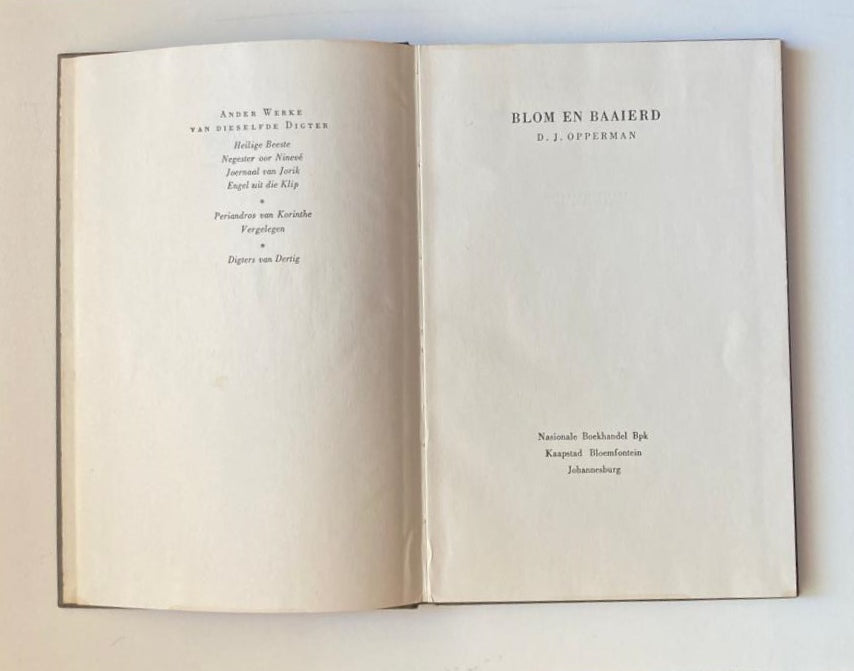 ANDER WERKE
VAN DIESELFDE DIGTER
Heilige Beeste
Negester oor Ninevé
Joernaal van Jorik
Engel uit die Klip
*
Periandros van Korinthe
Vergelegen
*
Digters van Dertig
BLOM EN BAAIERD
D. J. OPPERMAN
Nasionale Boekhandel Bpk
Kaapstad Bloemfontein
Johannesburg